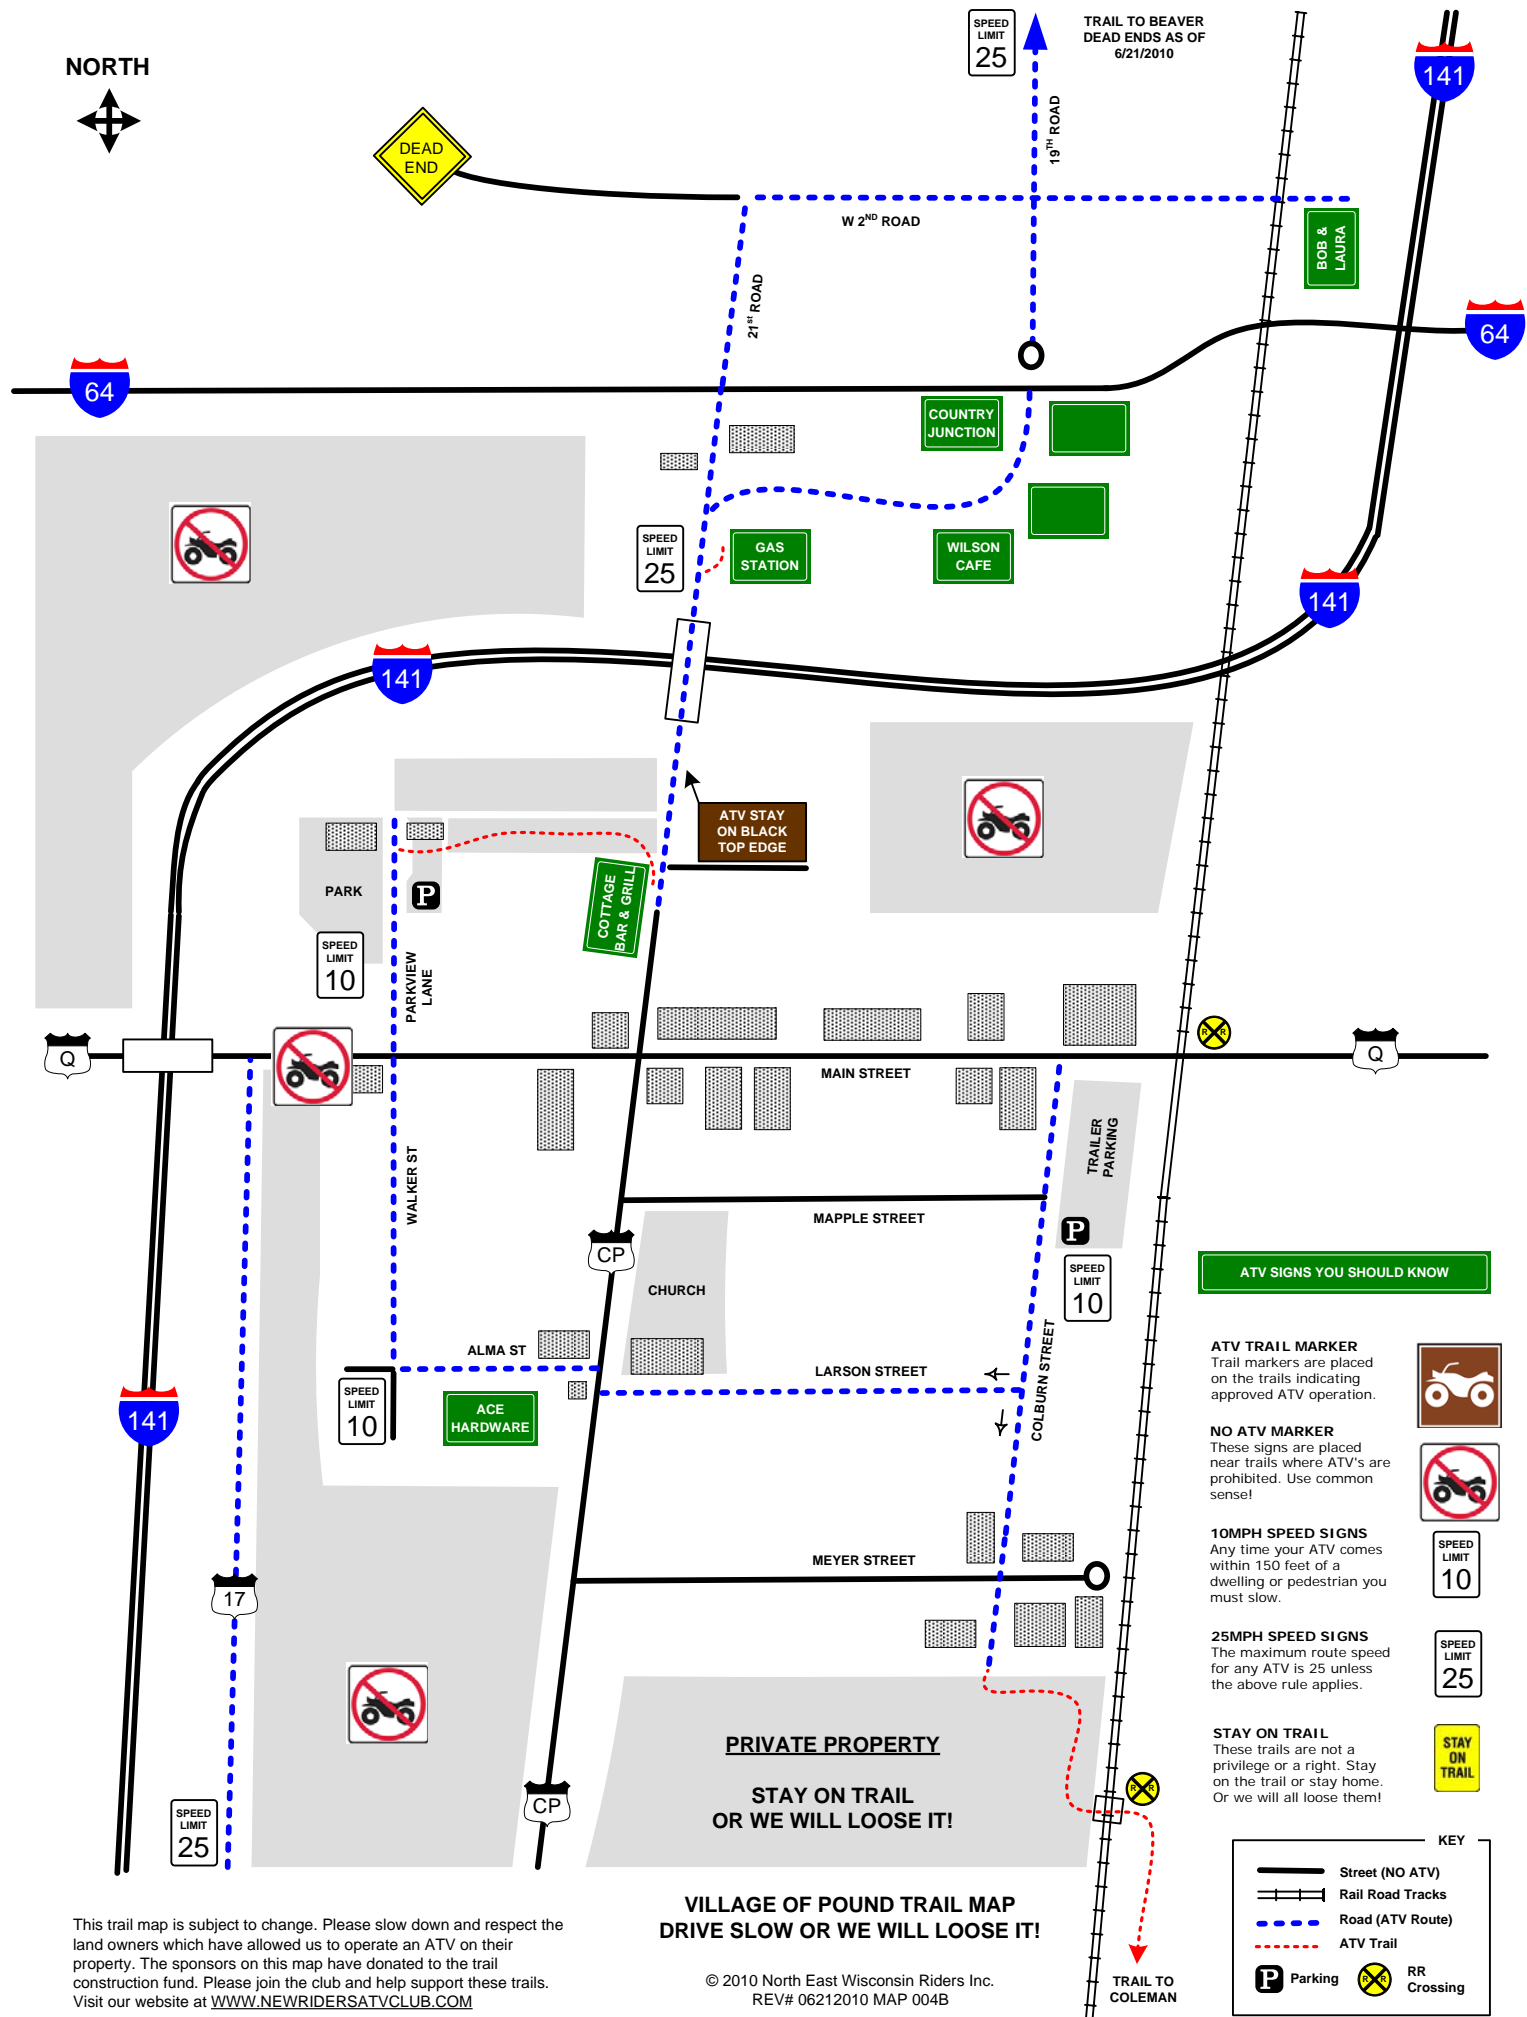 SPEED
LIMIT
25
TRAIL TO BEAVER
DEAD ENDS AS OF
6/21/2010
141
NORTH
DEAD
END
19TH ROAD
W 2ND ROAD
BOB &
LAURA
21st ROAD
64
64
COUNTRY
JUNCTION
SPEED
LIMIT
25
GAS
STATION
WILSON
CAFE
141
141
ATV STAY
ON BLACK
TOP EDGE
PARK
P
COTTAGE
BAR & GRILL
SPEED
LIMIT
10
PARKVIEW
LANE
R R
Q
Q
MAIN STREET
TRAILER
PARKING
WALKER ST
MAPPLE STREET
P
CP
SPEED
LIMIT
10
CHURCH
ATV SIGNS YOU SHOULD KNOW
ALMA ST
LARSON STREET
COLBURN STREET
SPEED
LIMIT
10
ACE
HARDWARE
141
ATV TRAIL MARKER
Trail markers are placed
on the trails indicating
approved ATV operation.
NO ATV MARKER
These signs are placed
near trails where ATV's are
prohibited. Use common
sense!
10MPH SPEED SIGNS
Any time your ATV comes
within 150 feet of a
dwelling or pedestrian you
must slow.
SPEED
LIMIT
10
MEYER STREET
17
25MPH SPEED SIGNS
The maximum route speed
for any ATV is 25 unless
the above rule applies.
SPEED
LIMIT
25
PRIVATE PROPERTY
STAY ON TRAIL
OR WE WILL LOOSE IT!
STAY ON TRAIL
These trails are not a
privilege or a right. Stay
on the trail or stay home.
Or we will all loose them!
STAY
ON
TRAIL
R R
CP
SPEED
LIMIT
25
KEY
Street (NO ATV)
Rail Road Tracks
Road (ATV Route)
ATV Trail
P Parking
R R RR
Crossing
VILLAGE OF POUND TRAIL MAP
DRIVE SLOW OR WE WILL LOOSE IT!
This trail map is subject to change. Please slow down and respect the
land owners which have allowed us to operate an ATV on their
property. The sponsors on this map have donated to the trail
construction fund. Please join the club and help support these trails.
Visit our website at WWW.NEWRIDERSATVCLUB.COM
© 2010 North East Wisconsin Riders Inc.
REV# 06212010 MAP 004B
TRAIL TO
COLEMAN